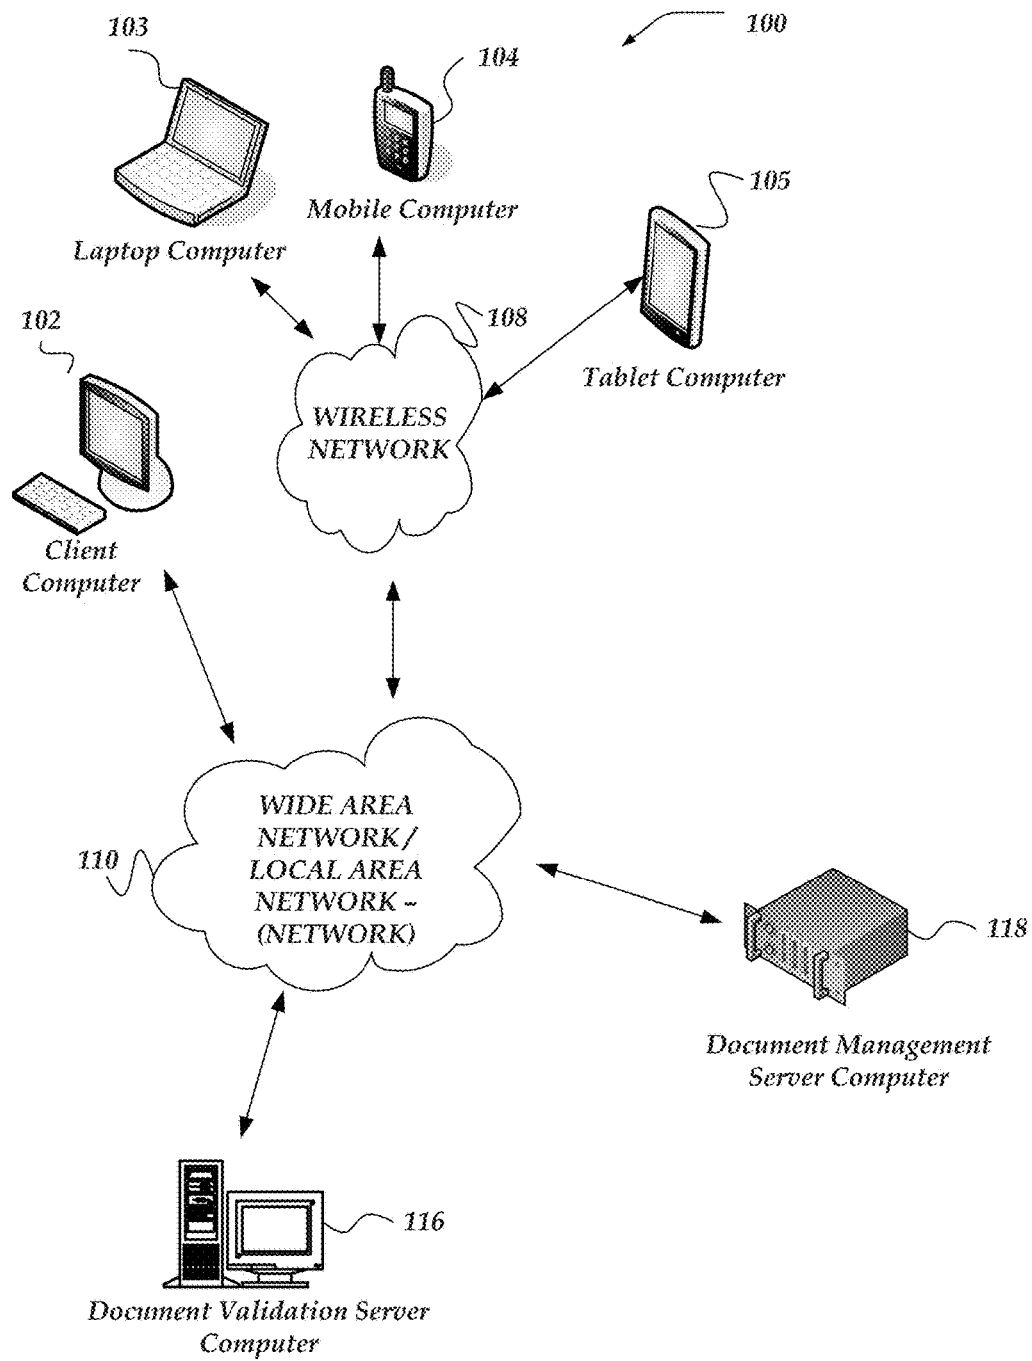 100
103
104
Mobile Computer
105
Laptop Computer
108
102
Tablet Computer
WIRELESS
NETWORK
Client
Computer
WIDE AREA
NETWORK /
LOCAL AREA
NETWORK –
(NETWORK)
110
118
Document Management
Server Computer
116
Document Validation Server
Computer